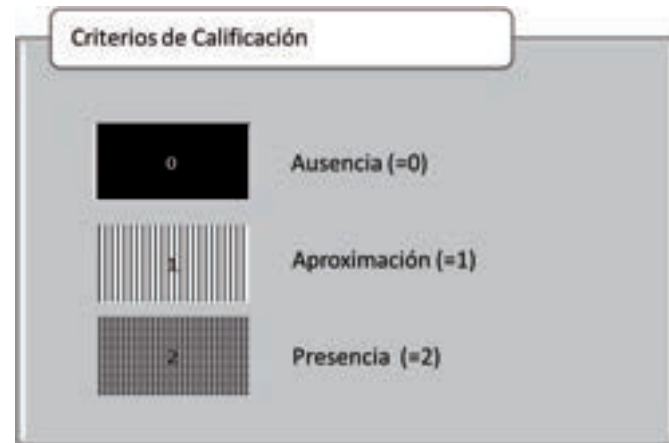 Criterios de Calificación
0 Ausencia (=0)
1 Aproximación (=1)
2 Presencia (=2)